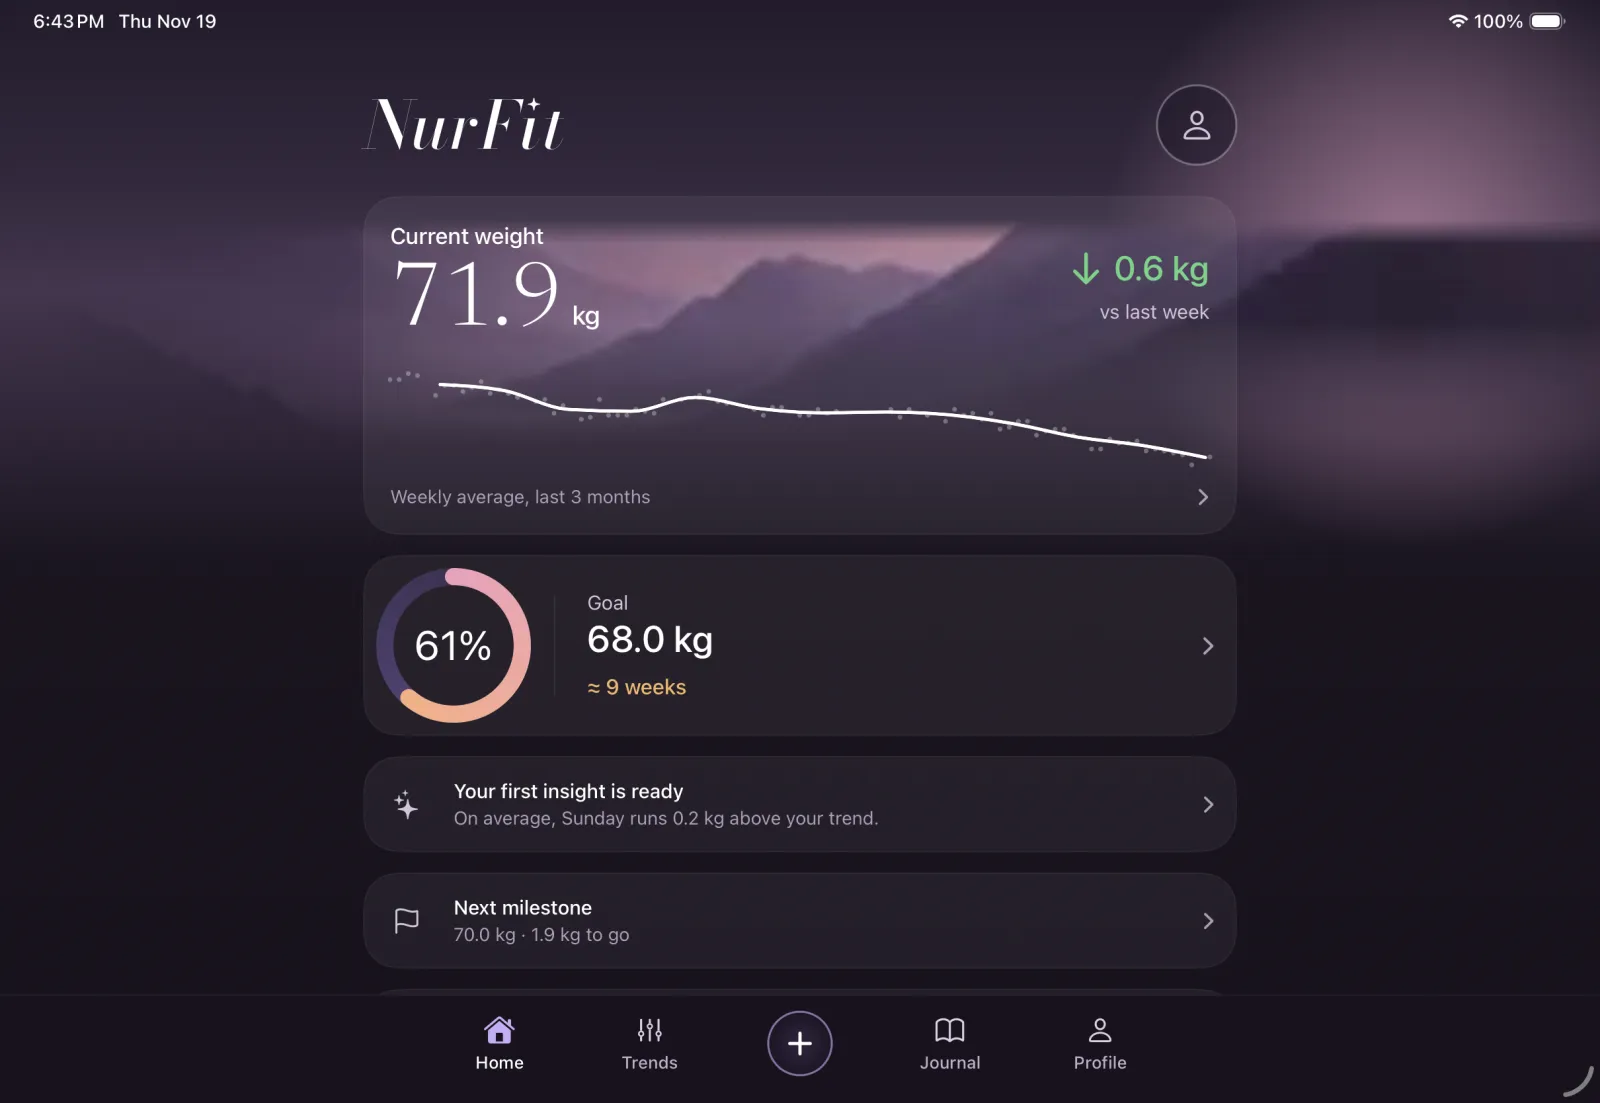 6:43 PM Thu Nov 19
100%
NurFit
Current weight
71.9 kg
↓ 0.6 kg
vs last week
Weekly average, last 3 months
61%
Goal
68.0 kg
≈ 9 weeks
Your first insight is ready
On average, Sunday runs 0.2 kg above your trend.
Next milestone
70.0 kg · 1.9 kg to go
Home
Trends
Journal
Profile